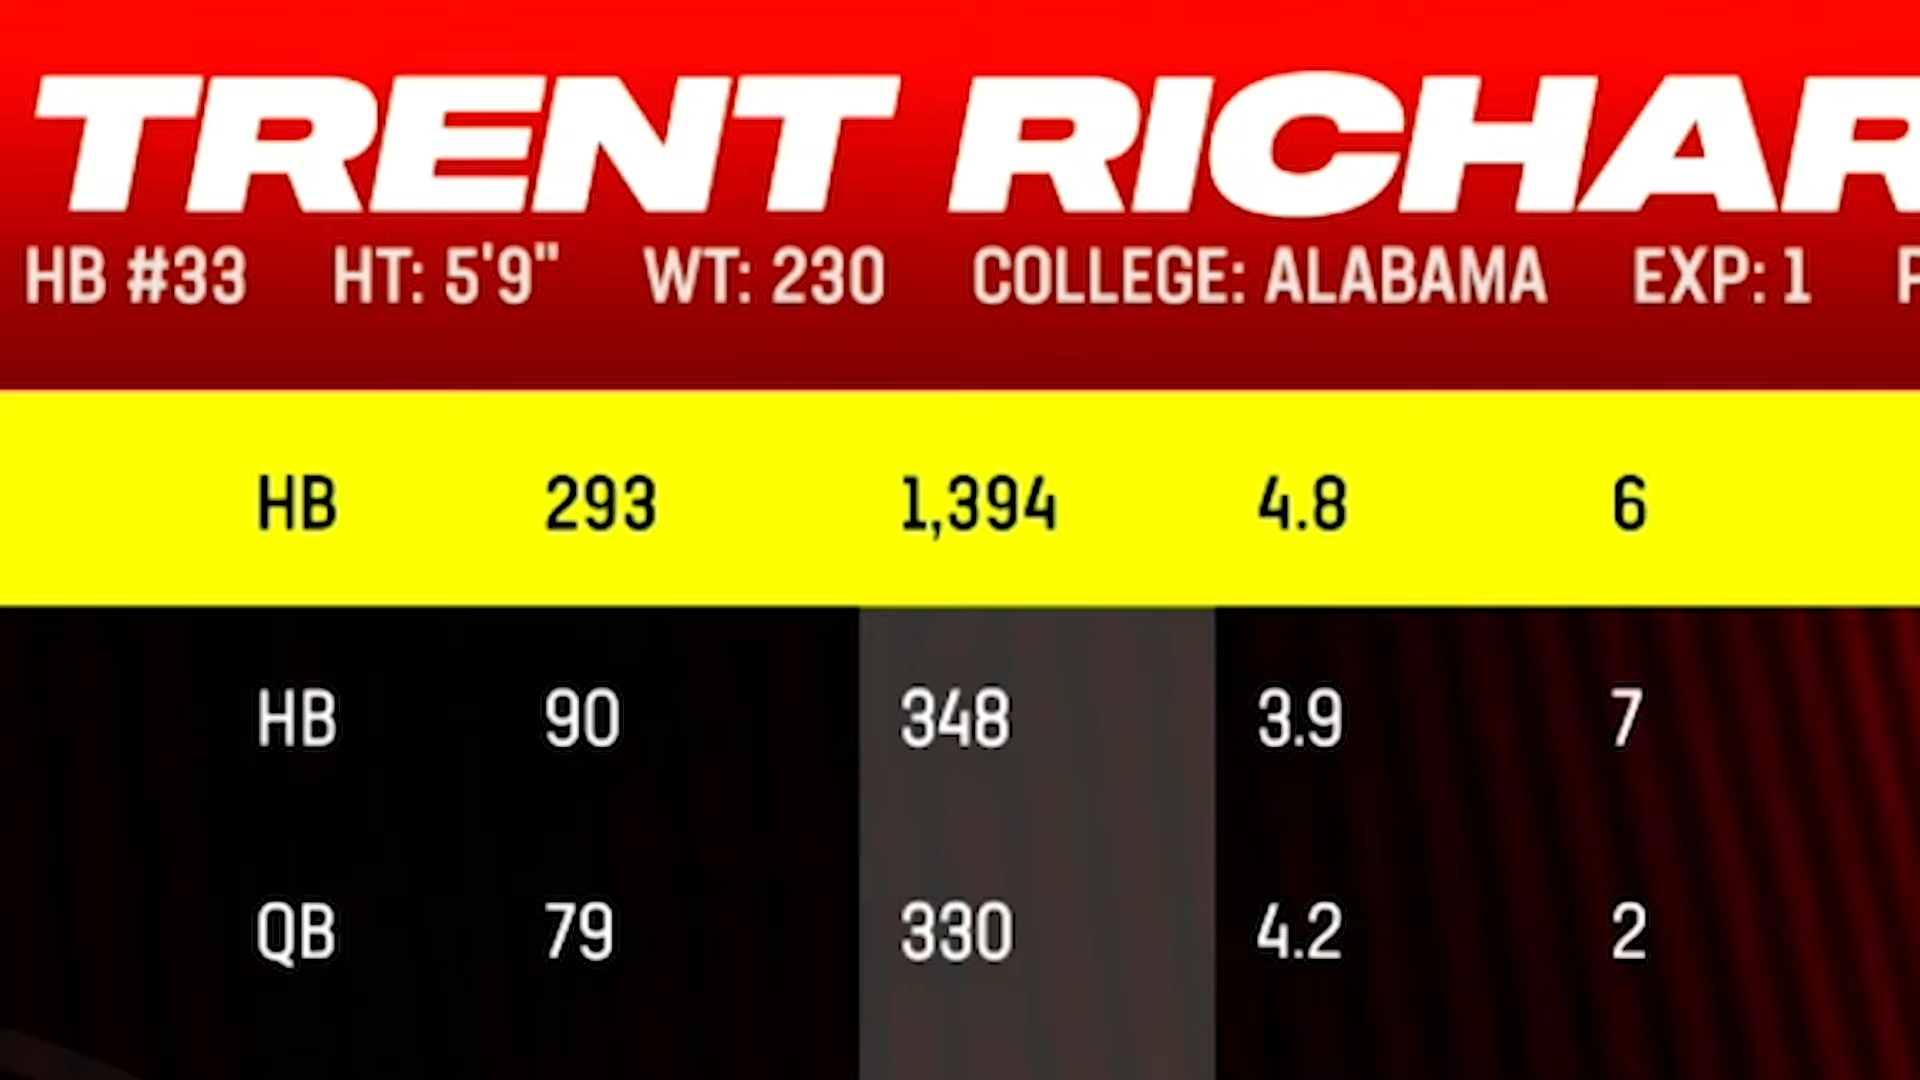 TRENT RICHAR
HB #33 HT: 5'9" WT: 230 COLLEGE: ALABAMA EXP: 1 P
HB 293 1,394 4.8 6
HB 90 348 3.9 7
QB 79 330 4.2 2